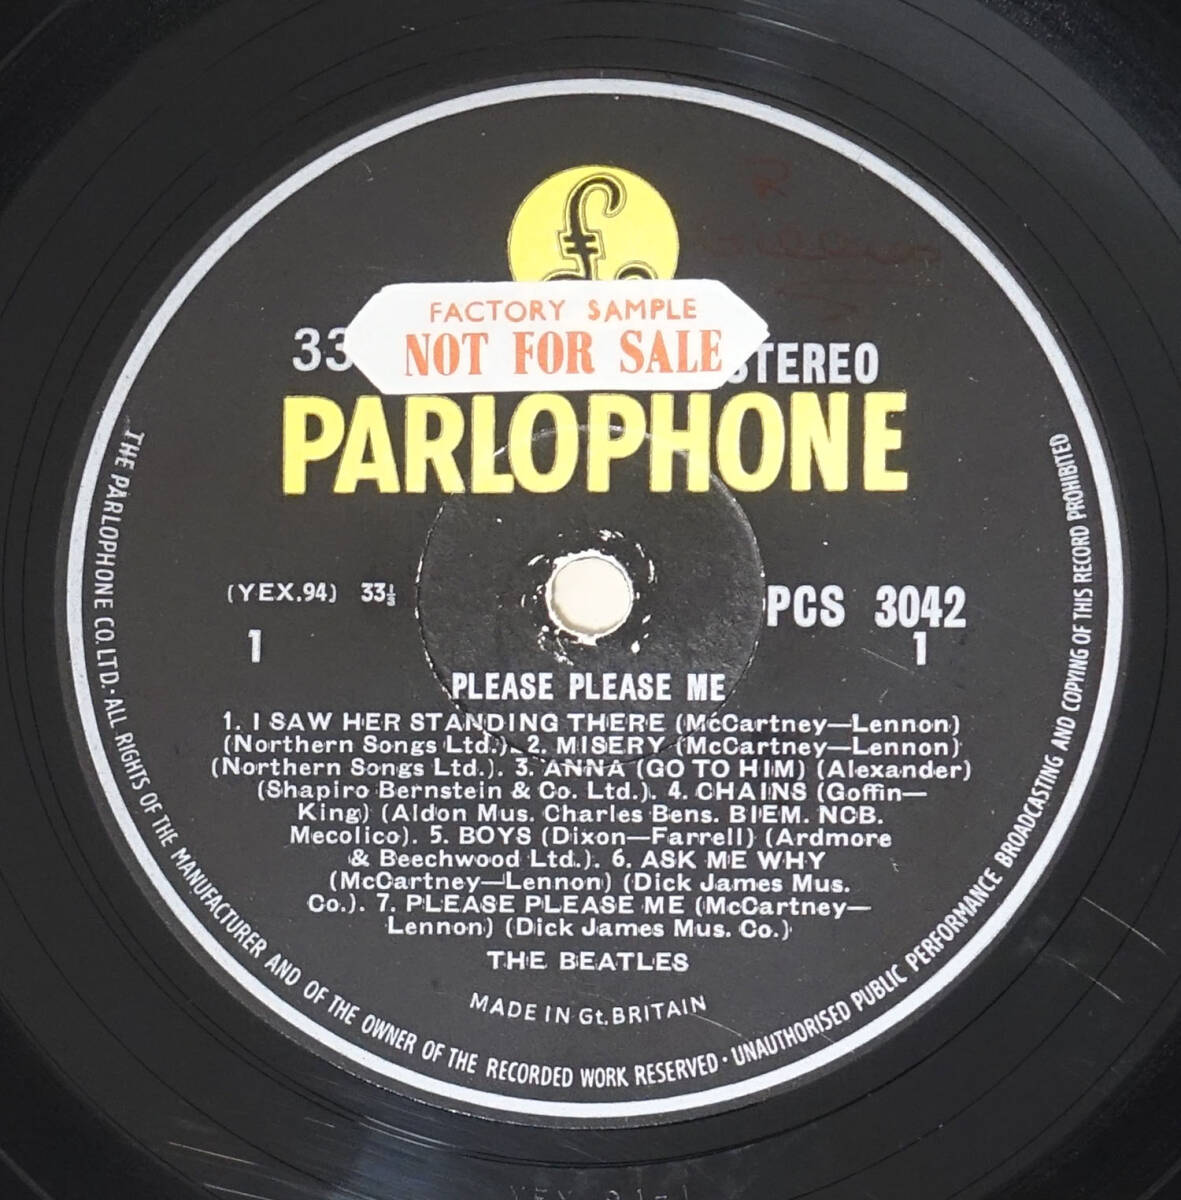 FACTORY SAMPLE
NOT FOR SALE
33
STEREO
PARLOPHONE
(YEX.94) 33⅓
PCS 3042
1
1
PLEASE PLEASE ME
1. I SAW HER STANDING THERE (McCartney—Lennon)
(Northern Songs Ltd.). 2. MISERY (McCartney—Lennon)
(Northern Songs Ltd.). 3. ANNA (GO TO HIM) (Alexander)
(Shapiro Bernstein & Co. Ltd.). 4. CHAINS (Goffin—
King) (Aldon Mus. Charles Bens. BIEM. NCB.
Mecolico). 5. BOYS (Dixon—Farrell) (Ardmore
& Beechwood Ltd.). 6. ASK ME WHY
(McCartney—Lennon) (Dick James Mus.
Co.). 7. PLEASE PLEASE ME (McCartney—
Lennon) (Dick James Mus. Co.)
THE BEATLES
MADE IN Gt. BRITAIN
THE PARLOPHONE CO. LTD. · ALL RIGHTS OF THE MANUFACTURER AND OF THE OWNER OF THE RECORDED WORK RESERVED · UNAUTHORISED PUBLIC PERFORMANCE BROADCASTING AND COPYING OF THIS RECORD PROHIBITED